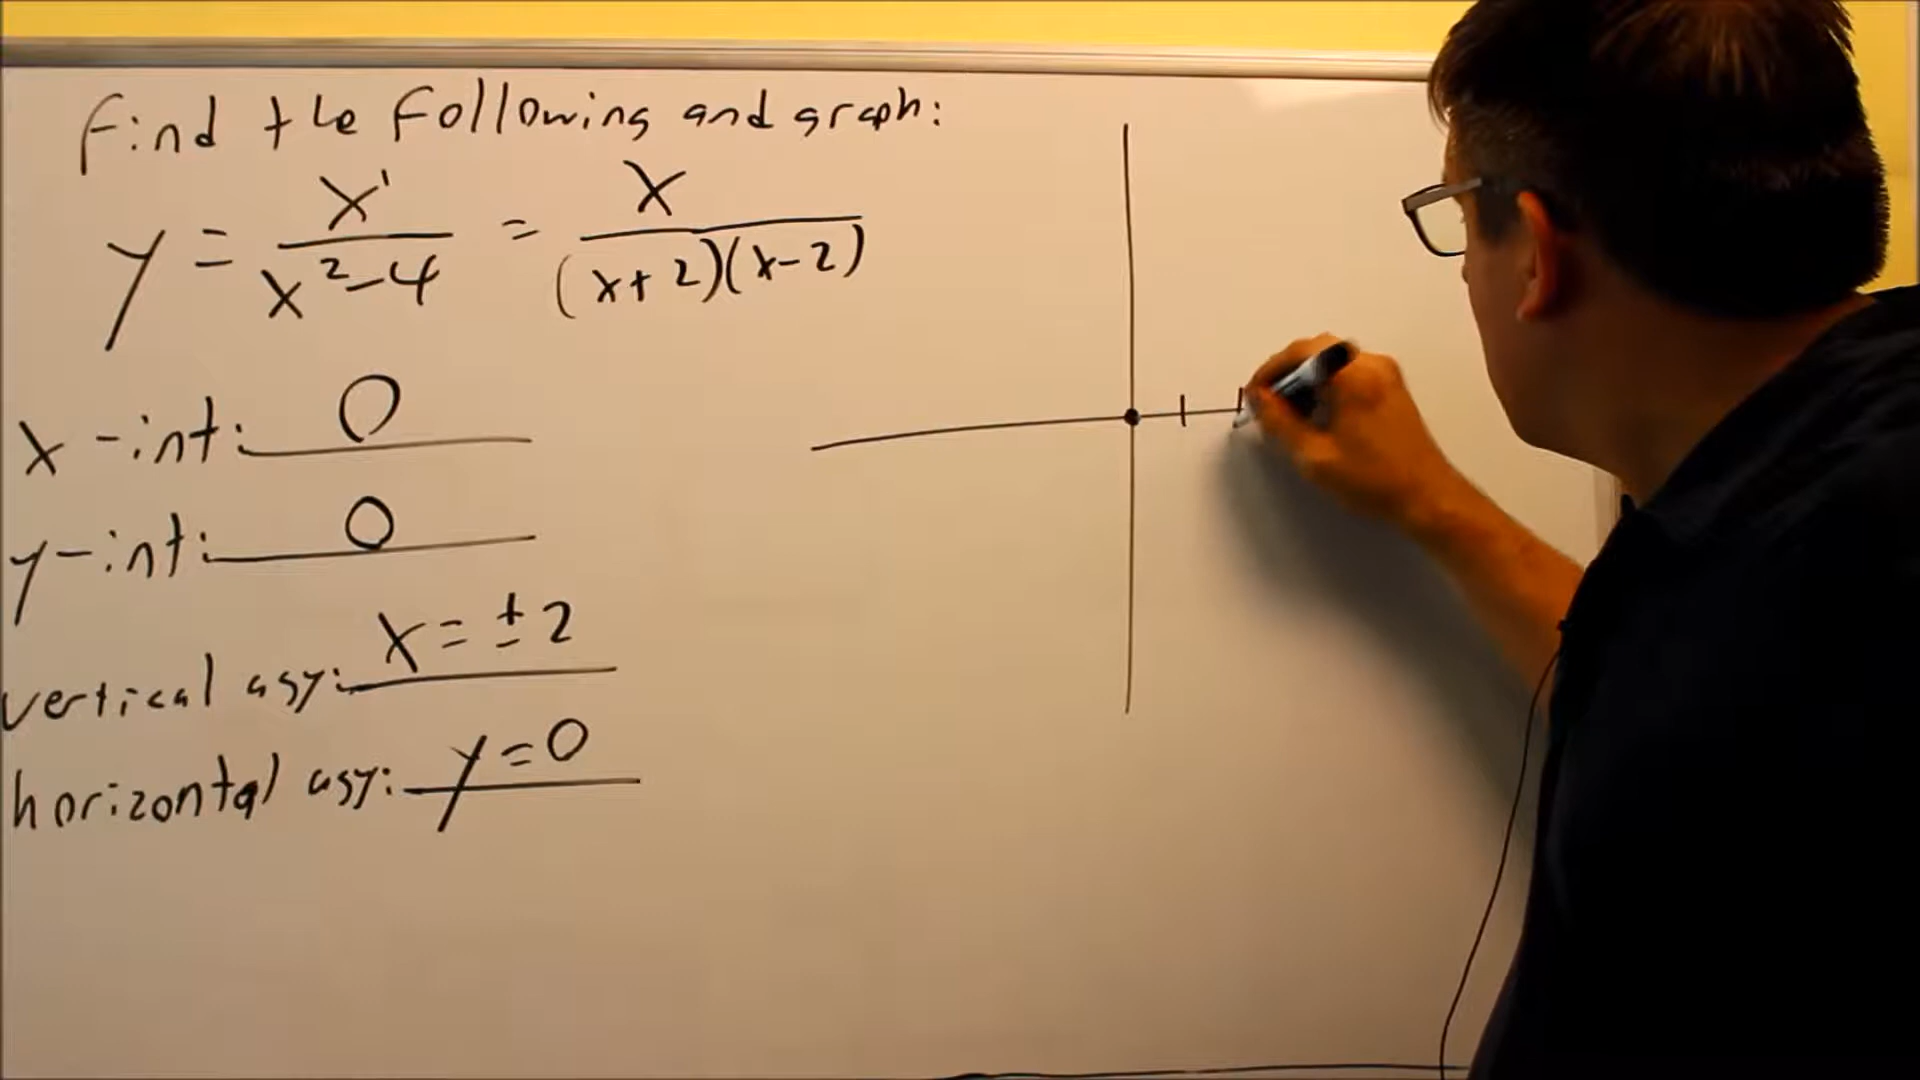 Find the following and graph:
y = x¹/(x²-4) = x/((x+2)(x-2))
x-int: 0
y-int: 0
vertical asy: x = ±2
horizontal asy: y = 0